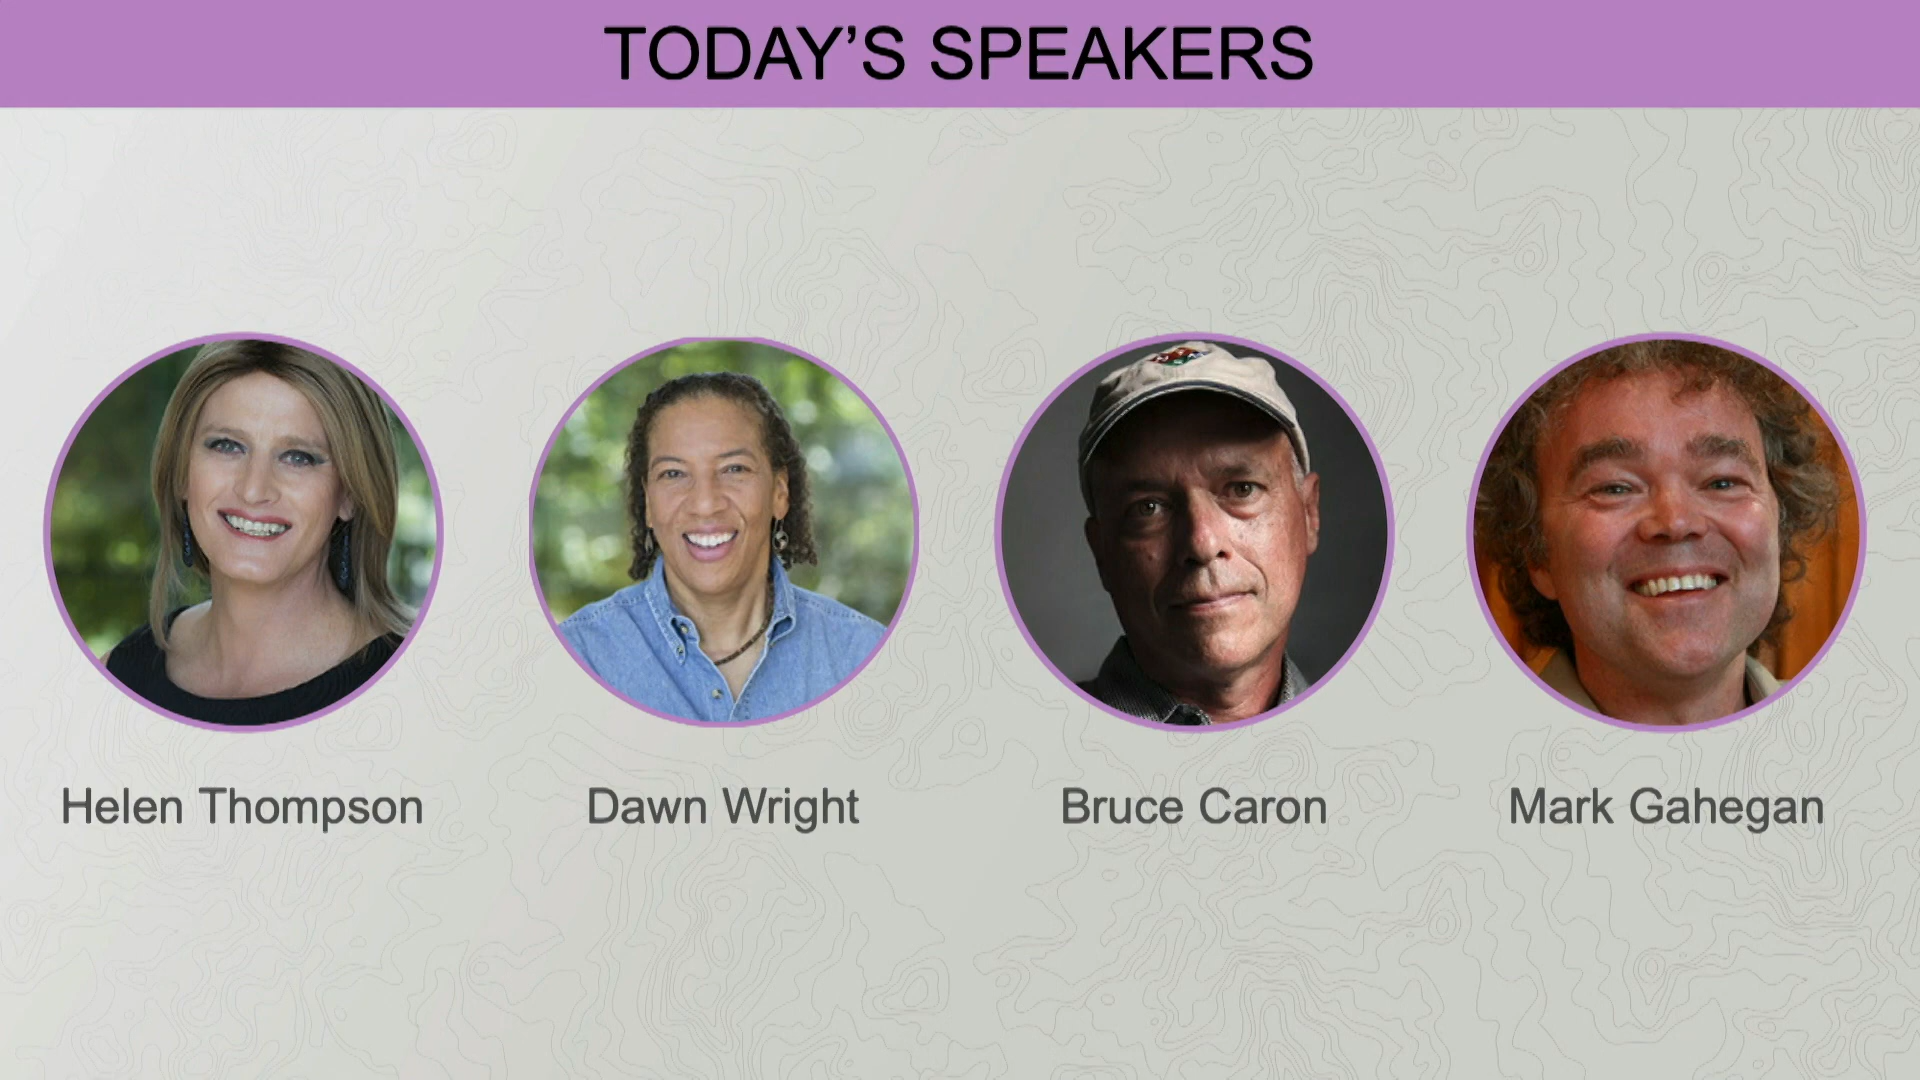 TODAY’S SPEAKERS
Helen Thompson
Dawn Wright
Bruce Caron
Mark Gahegan